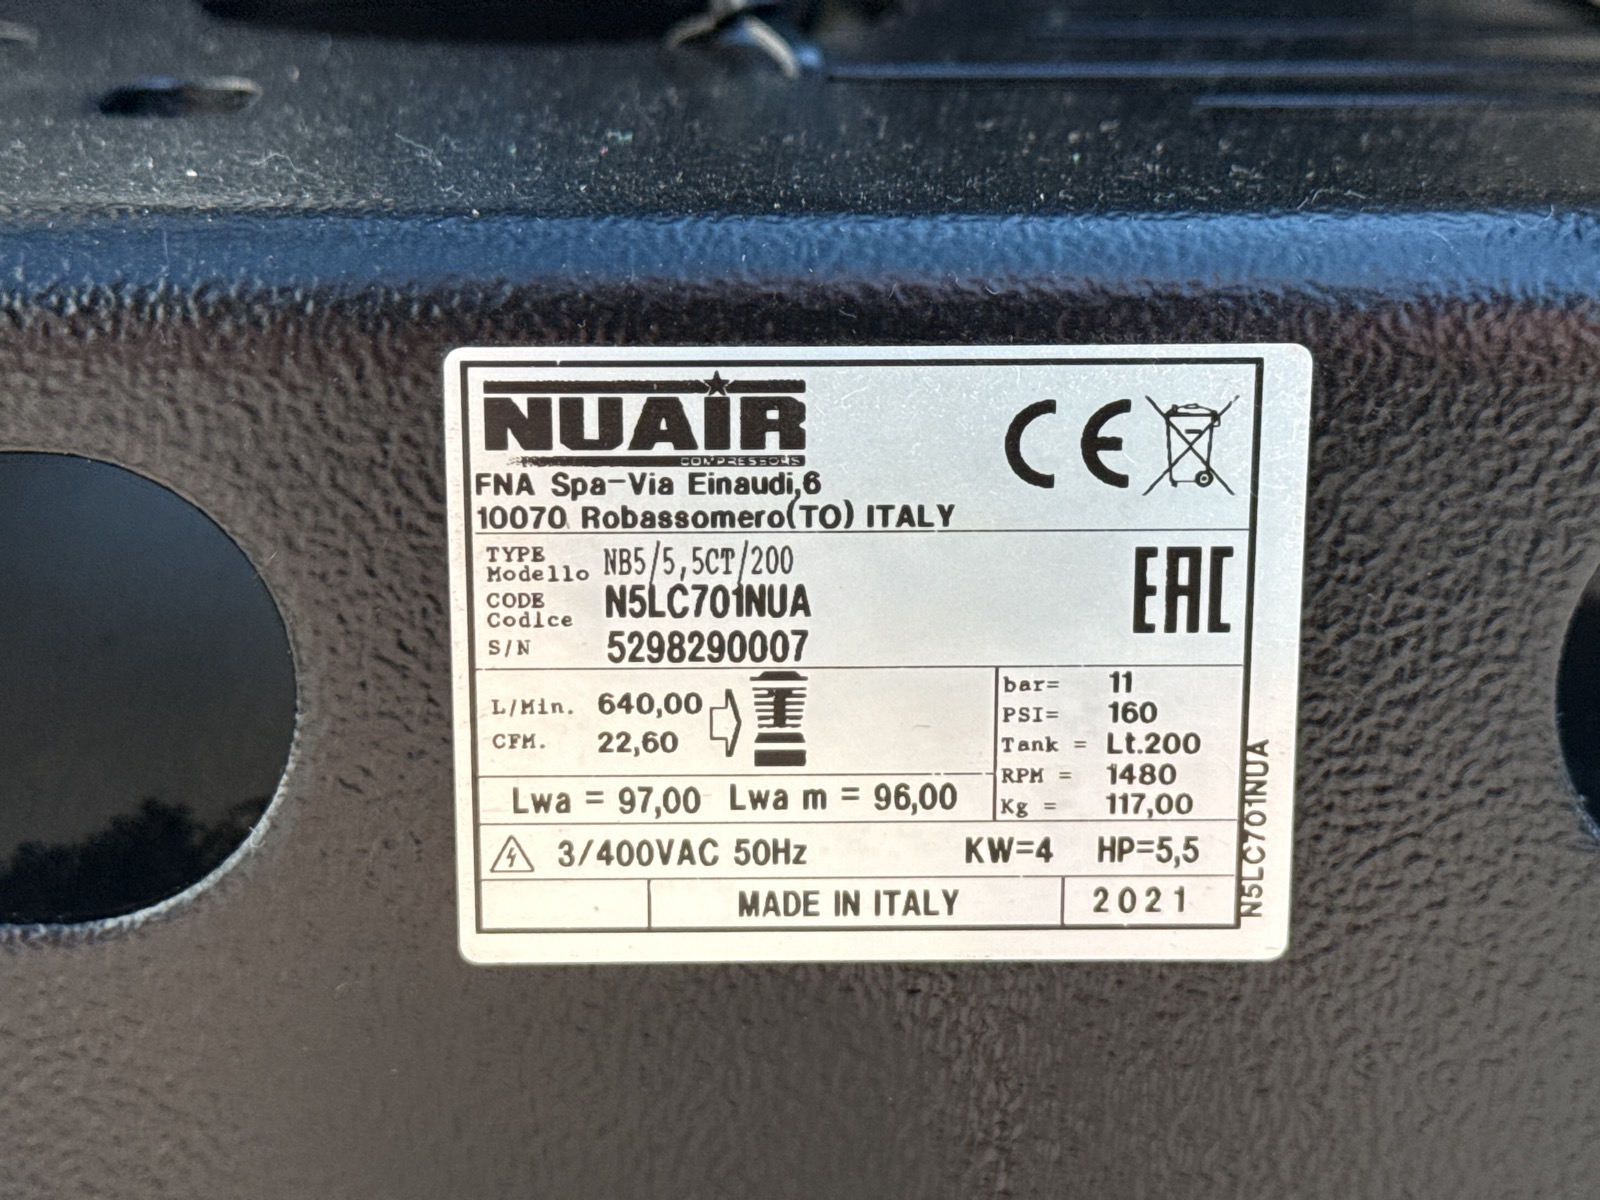 NUAIR
COMPRESSORS
CE
FNA Spa-Via Einaudi,6
10070 Robassomero(TO) ITALY
TYPE
Modello NB5/5,5CT/200
CODE
Codice N5LC701NUA
S/N 5298290007
EAC
L/Min. 640,00
CFM. 22,60
bar= 11
PSI= 160
Tank = Lt.200
RPM = 1480
Kg = 117,00
Lwa = 97,00 Lwa m = 96,00
3/400VAC 50Hz KW=4 HP=5,5
MADE IN ITALY 2021
N5LC701NUA